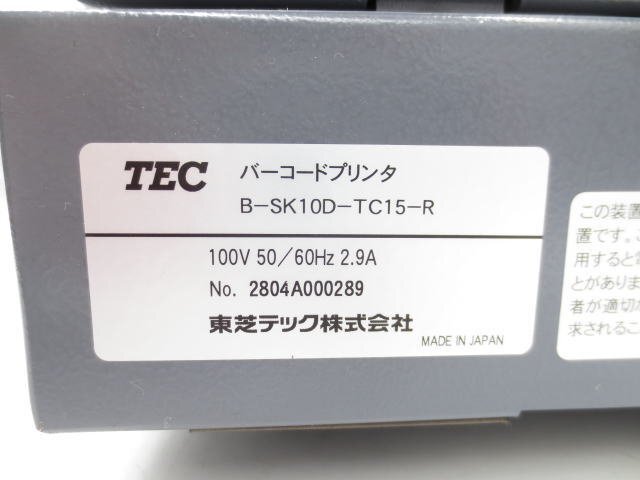 TEC バーコードプリンタ
B-SK10D-TC15-R
100V 50/60Hz 2.9A
No. 2804A000289
東芝テック株式会社
MADE IN JAPAN
この装置
置です。
用すると
とがありま
者が適切
求されるこ